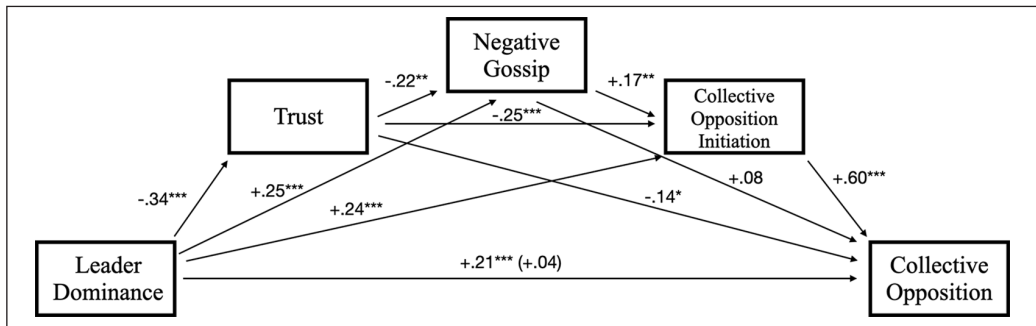 Negative
Gossip
-.22**
+.17**
Trust
-.25***
Collective
Opposition
Initiation
-.34***
+.25***
+.24***
-.14*
+.08
+.60***
Leader
Dominance
+.21*** (+.04)
Collective
Opposition